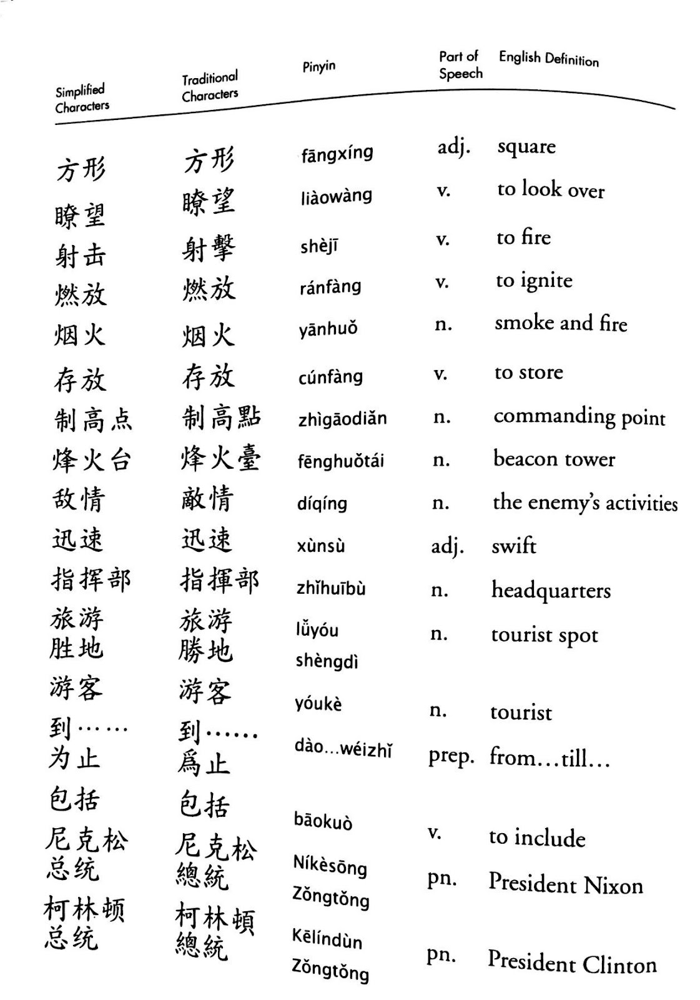 Simplified Characters Traditional Characters Pinyin Part of Speech English Definition
方形 方形 fāngxíng adj. square
瞭望 瞭望 liàowàng v. to look over
射击 射擊 shèjī v. to fire
燃放 燃放 ránfàng v. to ignite
烟火 烟火 yānhuǒ n. smoke and fire
存放 存放 cúnfàng v. to store
制高点 制高點 zhìgāodiǎn n. commanding point
烽火台 烽火臺 fēnghuǒtái n. beacon tower
敌情 敵情 díqíng n. the enemy's activities
迅速 迅速 xùnsù adj. swift
指挥部 指揮部 zhǐhuībù n. headquarters
旅游 旅游 lǚyóu n. tourist spot
胜地 勝地 shèngdì
游客 游客 yóukè n. tourist
到…… 到…… dào...wéizhǐ prep. from...till...
为止 爲止
包括 包括 bāokuò v. to include
尼克松 尼克松 Níkèsōng pn. President Nixon
总统 總統 Zǒngtǒng
柯林顿 柯林頓 Kēlíndùn pn. President Clinton
总统 總統 Zǒngtǒng